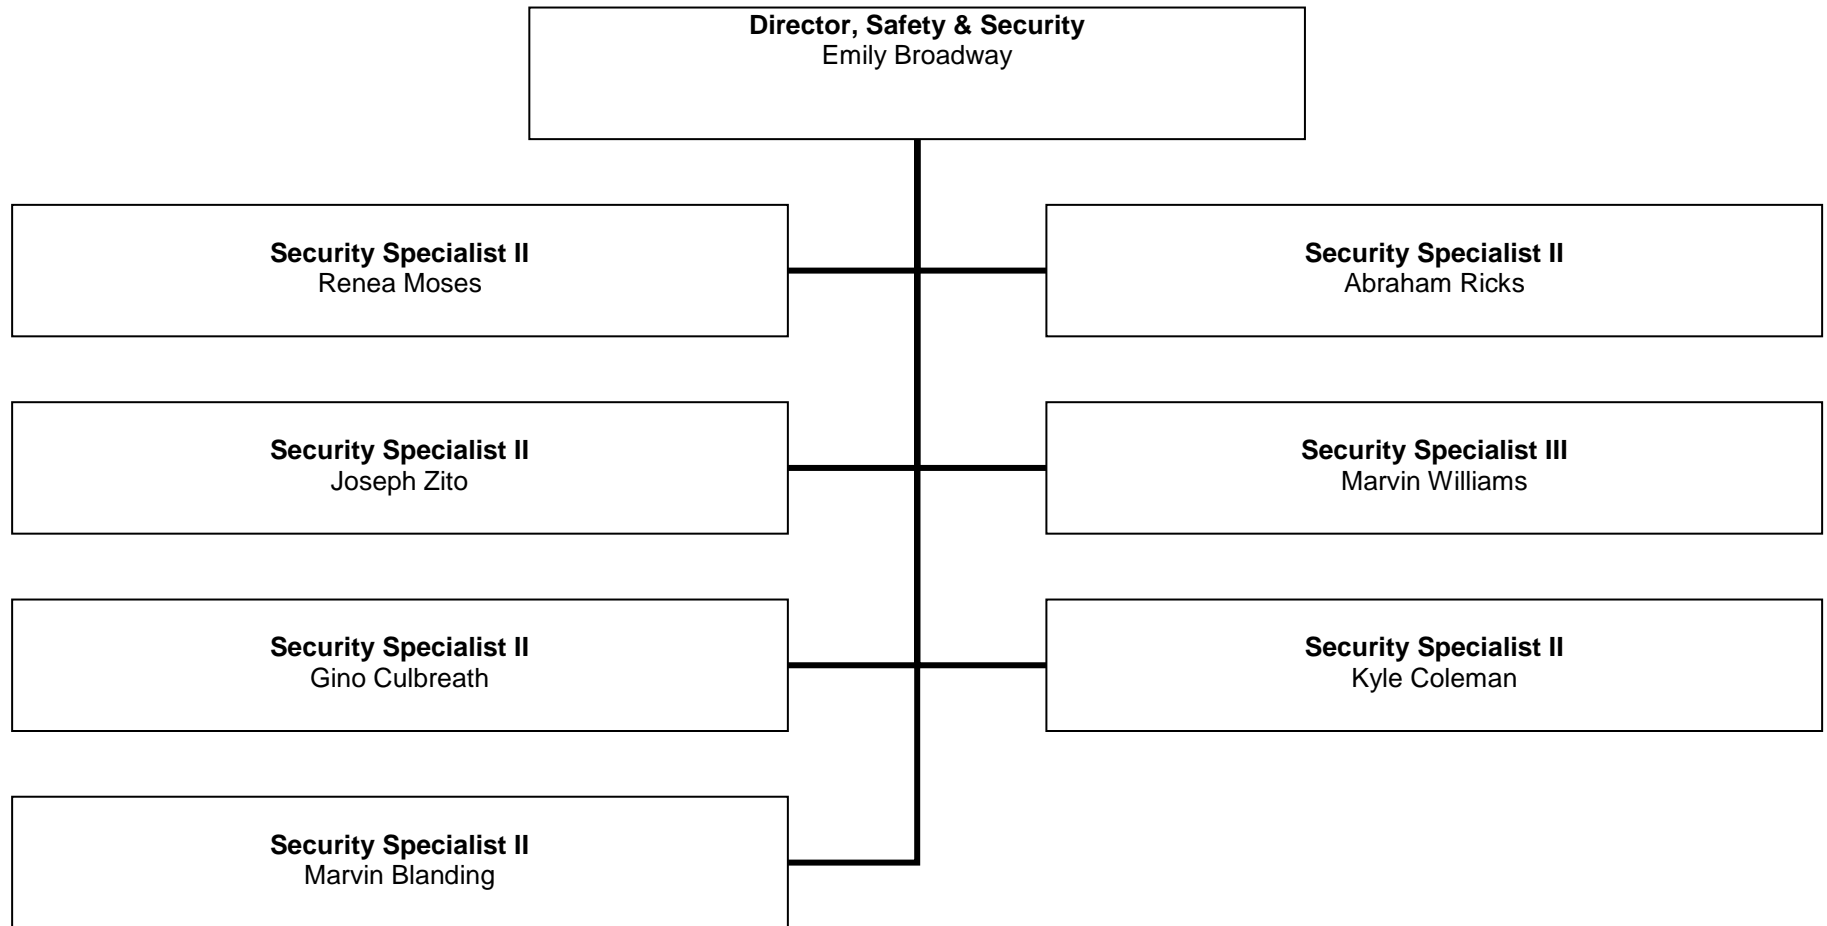 Director, Safety & Security
Emily Broadway
Security Specialist II
Renea Moses
Security Specialist II
Abraham Ricks
Security Specialist II
Joseph Zito
Security Specialist III
Marvin Williams
Security Specialist II
Gino Culbreath
Security Specialist II
Kyle Coleman
Security Specialist II
Marvin Blanding